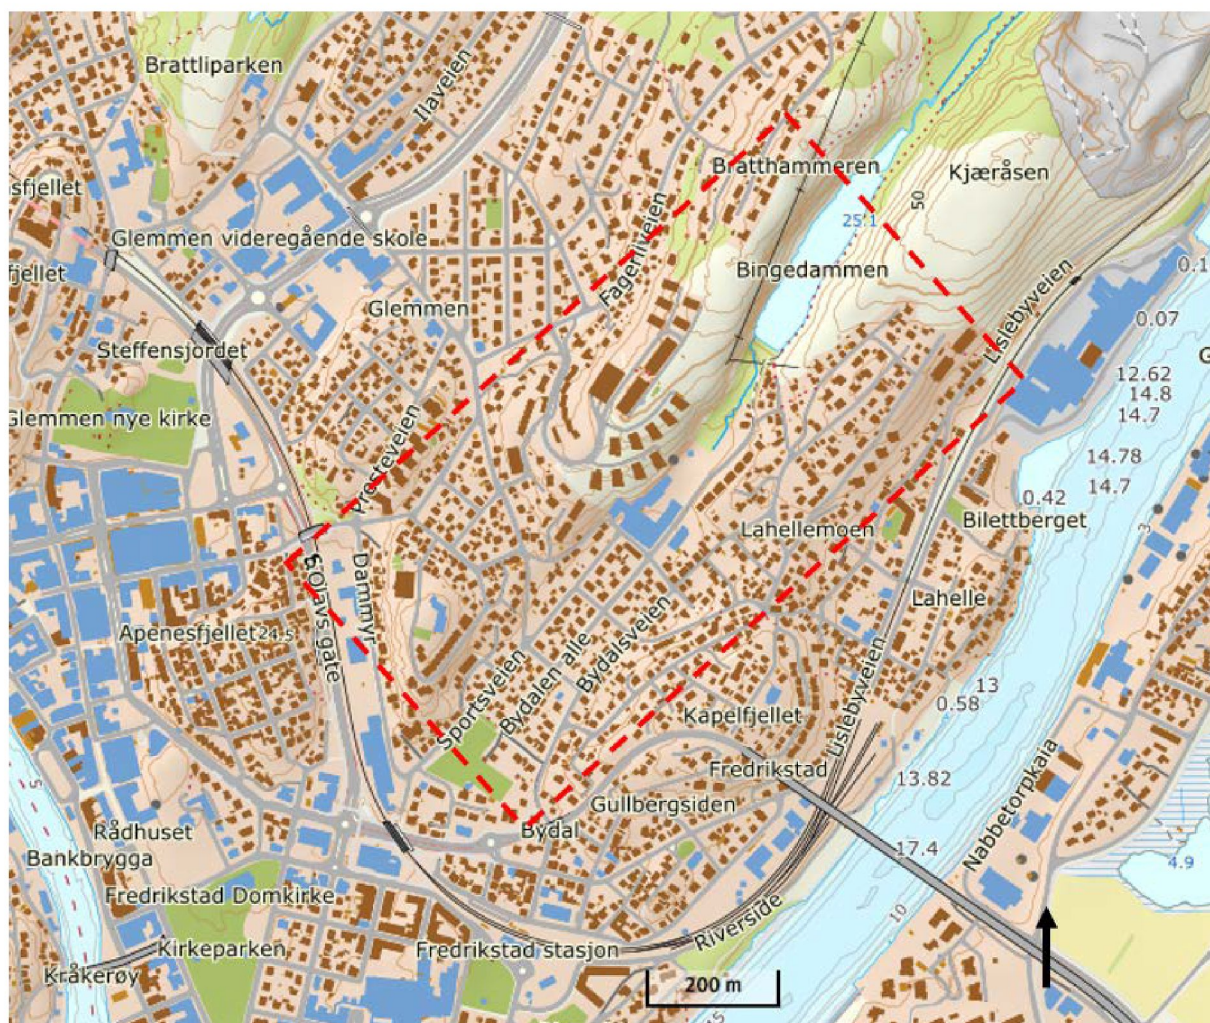 Brattliparken
Ilaveien
Bratthammeren
Kjæråsen
sfjellet
50
25.1
Glemmen videregående skole
fjellet
Bingedammen
Fagerliveien
Lislebyveien
0.1
Glemmen
0.07
Steffensjordet
G
12.62
14.8
14.7
Glemmen nye kirke
Prosteveien
14.78
14.7
0.42
3
Bilettberget
Lahellemoen
St.Olavs gate
Dammyr
Lahelle
Apenesfjellet
24.5
Sportsveien
Bydalen alle
Bydalsveien
13
0.58
Kapelfjellet
Lislebyveien
Fredrikstad
13.82
5
Gullbergsiden
Nabbetorpkaia
Rådhuset
Bydal
17.4
Bankbrygga
4.9
Fredrikstad Domkirke
10
Riverside
Kirkeparken
Fredrikstad stasjon
Kråkerøy
200 m
15